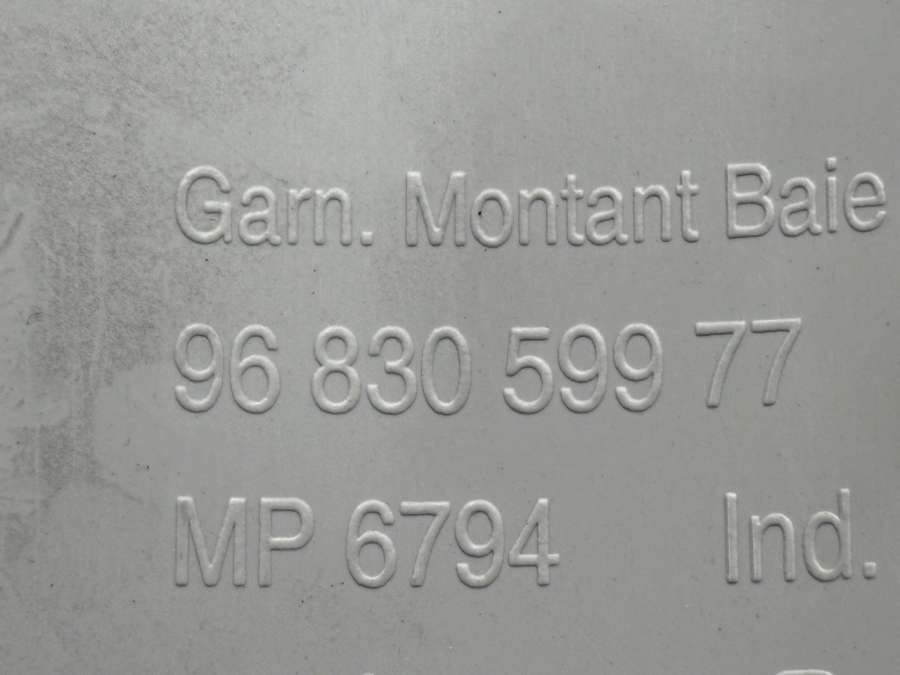 Garn. Montant Baie
96 830 599 77
MP 6794 Ind.